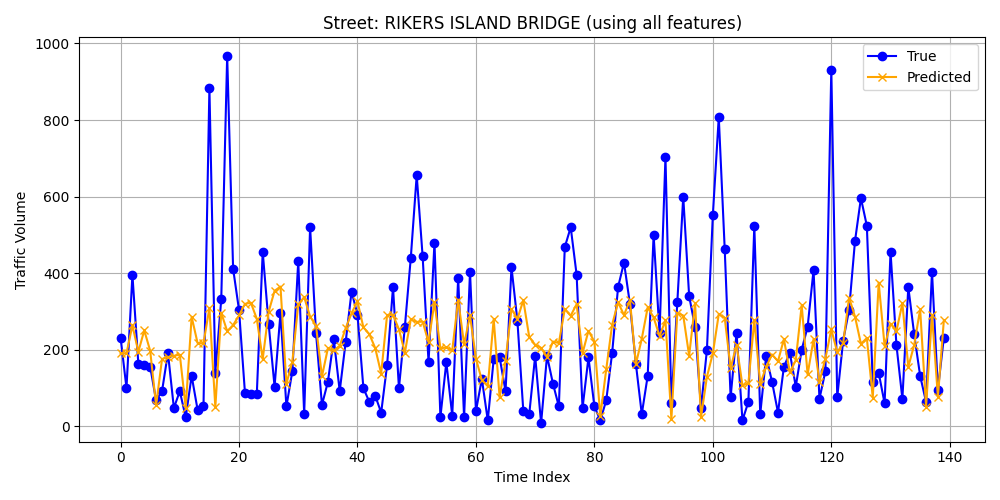 Street: RIKERS ISLAND BRIDGE (using all features)
True
Predicted
Traffic Volume
1000
800
600
400
200
0
0 20 40 60 80 100 120 140
Time Index